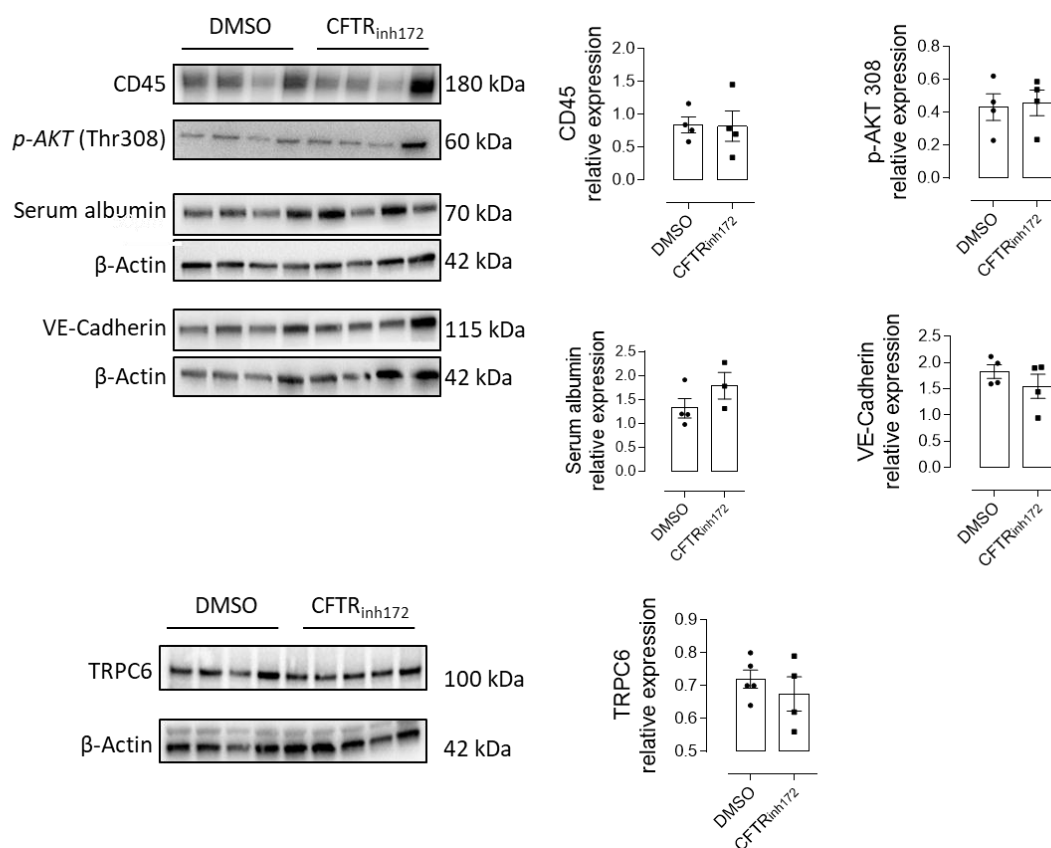 DMSO CFTRinh172
CD45 180 kDa
p-AKT (Thr308) 60 kDa
Serum albumin 70 kDa
β-Actin 42 kDa
VE-Cadherin 115 kDa
β-Actin 42 kDa
CD45
relative expression
2.0
1.5
1.0
0.5
0.0
DMSO
CFTRinh172
p-AKT 308
relative expression
0.8
0.6
0.4
0.2
0.0
DMSO
CFTRinh172
Serum albumin
relative expression
2.5
2.0
1.5
1.0
0.5
0.0
DMSO
CFTRinh172
VE-Cadherin
relative expression
2.5
2.0
1.5
1.0
0.0
DMSO
CFTRinh172
DMSO CFTRinh172
TRPC6 100 kDa
β-Actin 42 kDa
TRPC6
relative expression
0.9
0.8
0.7
0.6
0.5
DMSO
CFTRinh172